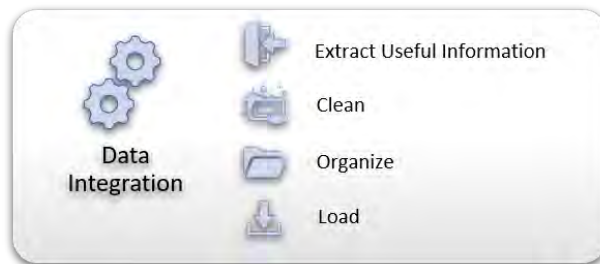 Data
Integration
Extract Useful Information
Clean
Organize
Load